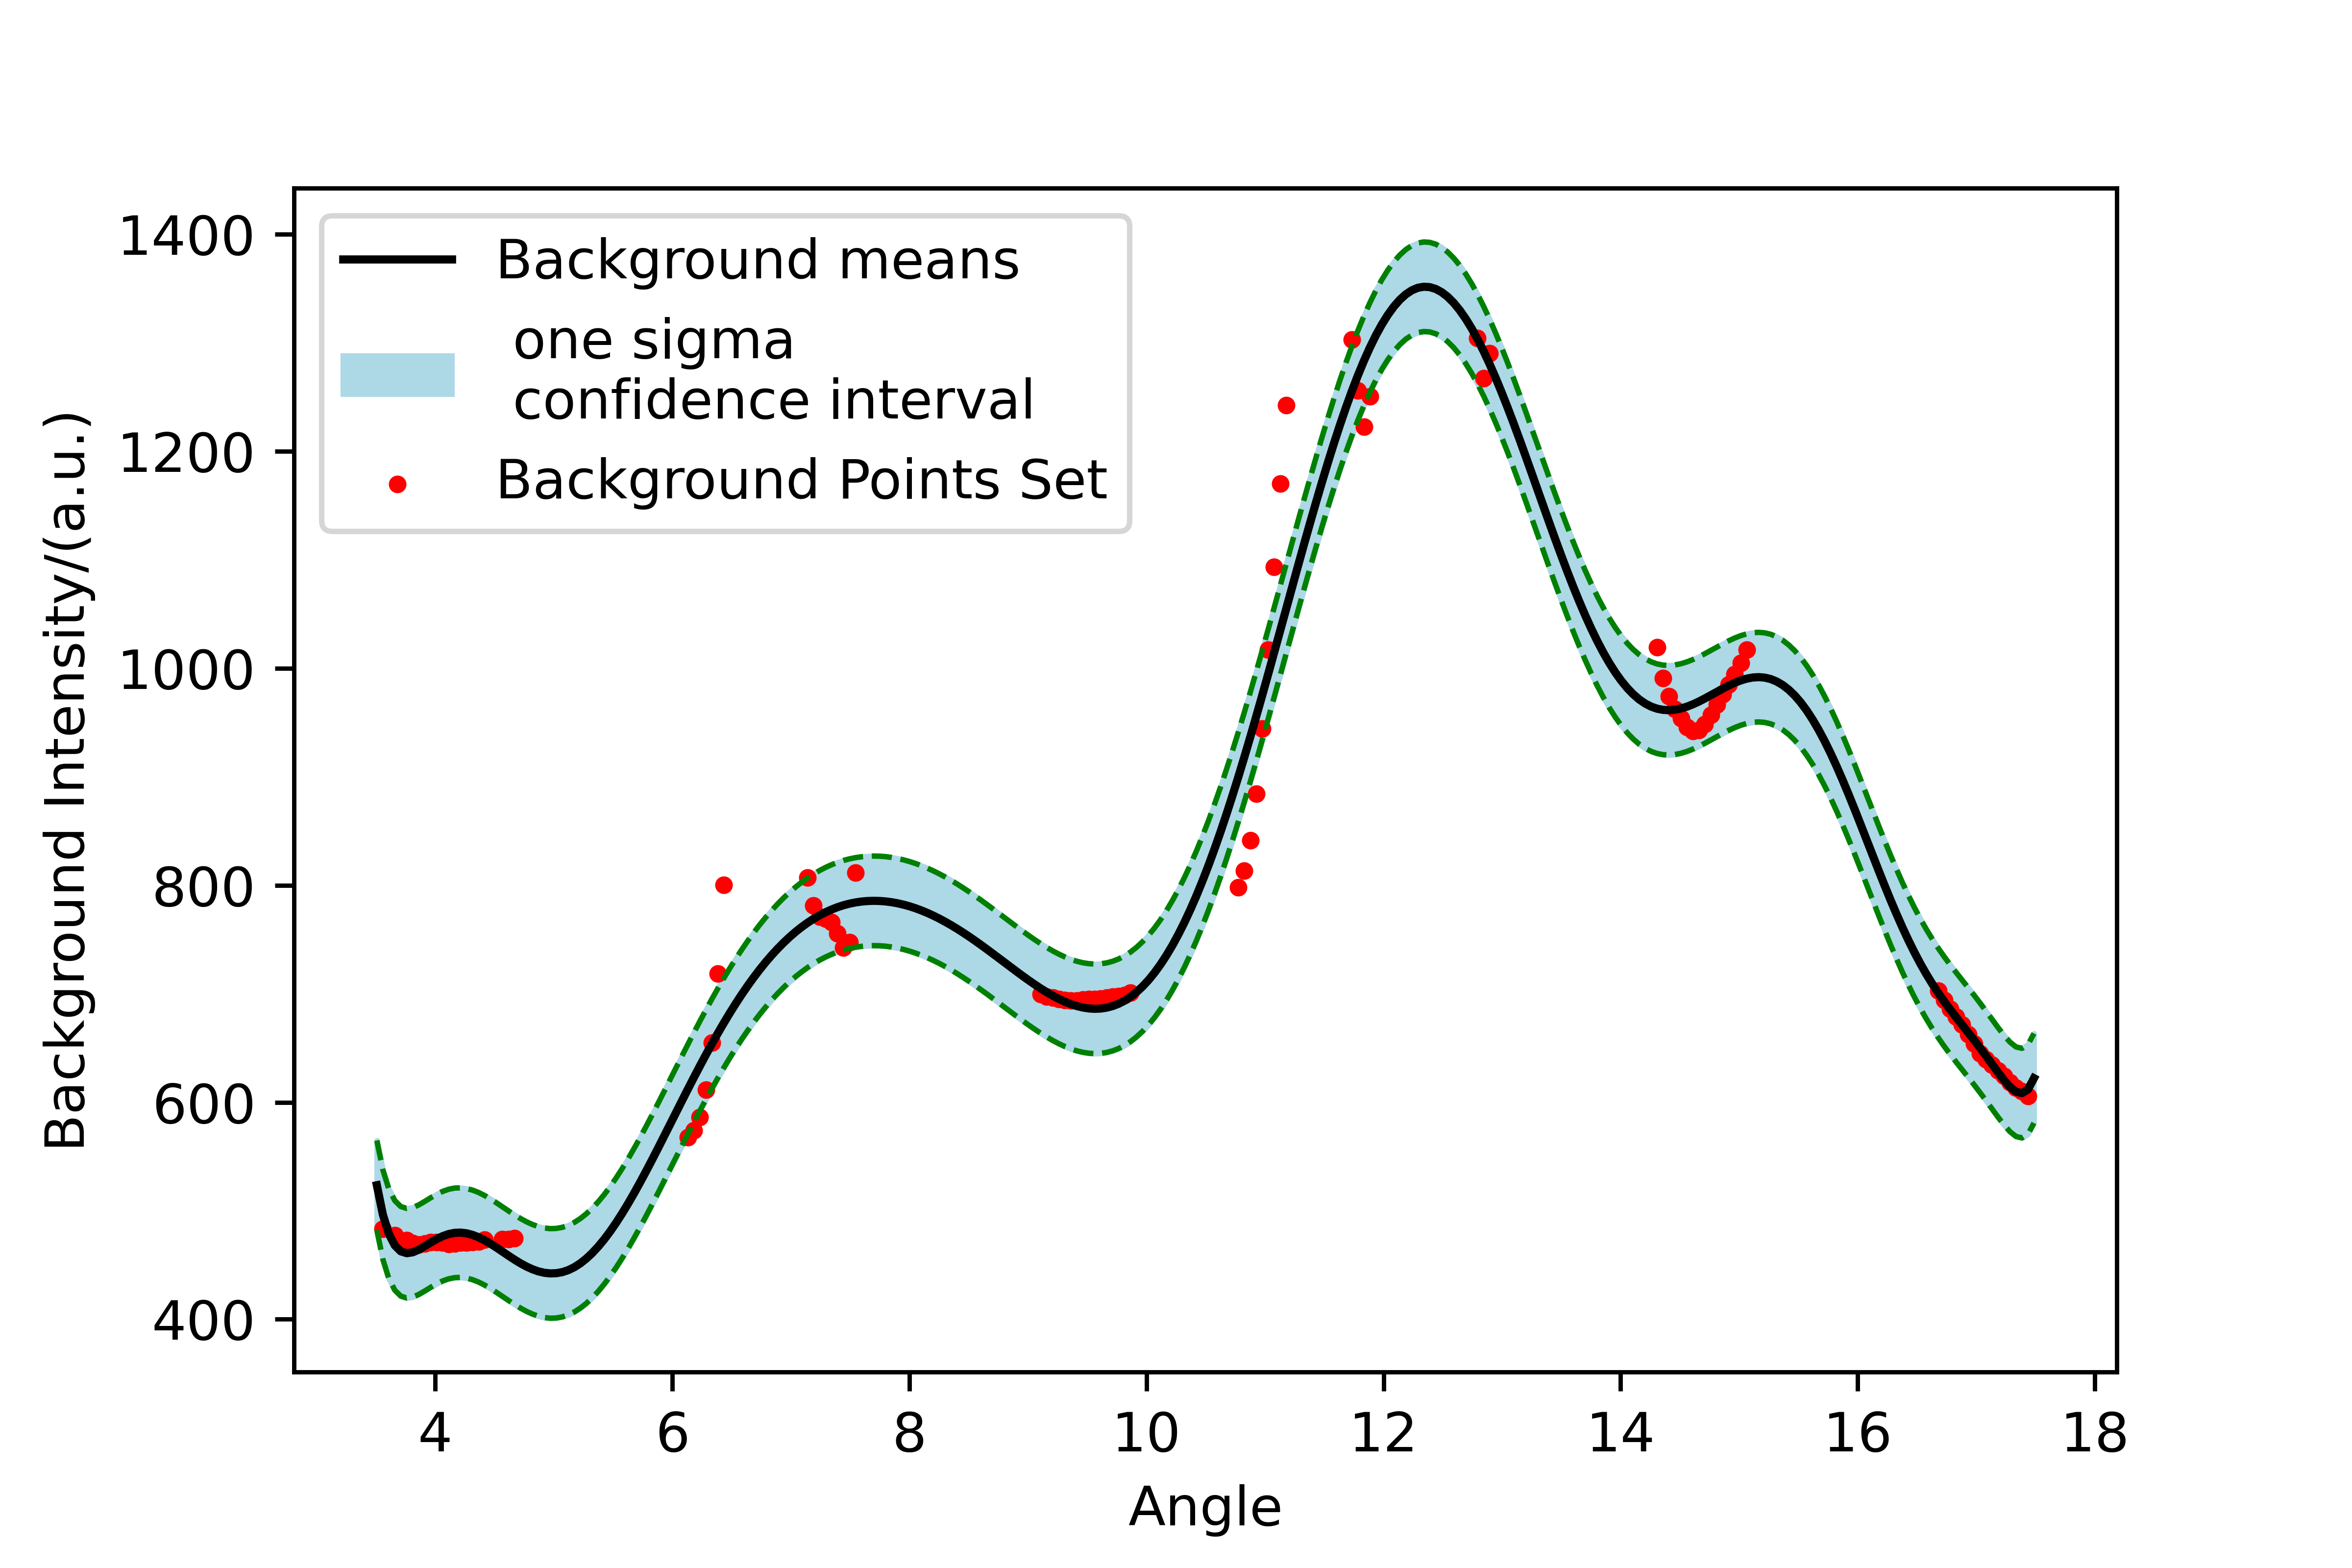 1400
1200
1000
800
600
400
Background Intensity/(a.u.)
Background means
one sigma
confidence interval
Background Points Set
4 6 8 10 12 14 16 18
Angle